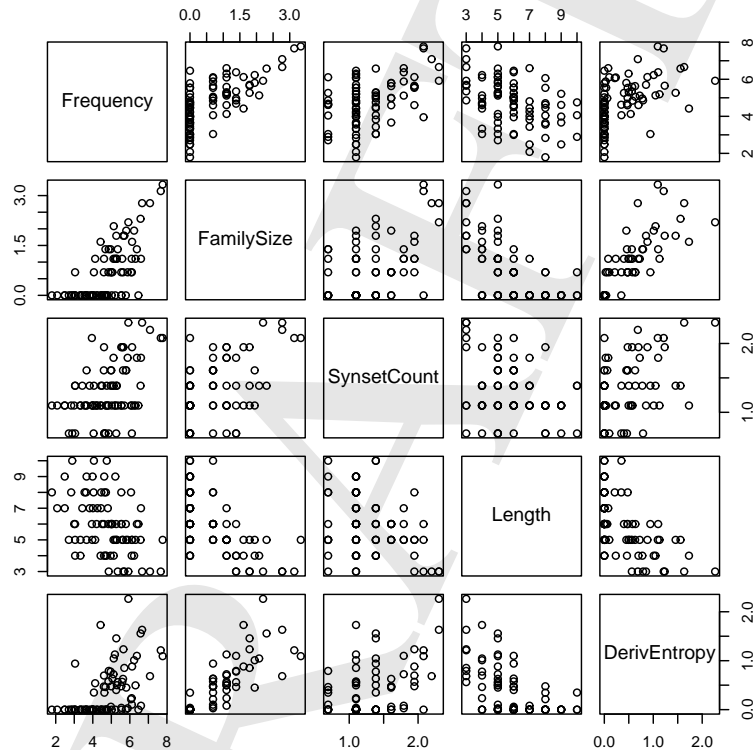 0.0 1.5 3.0
3 5 7 9
Frequency
2 4 6 8
0.0 1.5 3.0
FamilySize
SynsetCount
1.0 2.0
3 5 7 9
Length
DerivEntropy
0.0 1.0 2.0
2 4 6 8
1.0 2.0
0.0 1.0 2.0
DRAFT